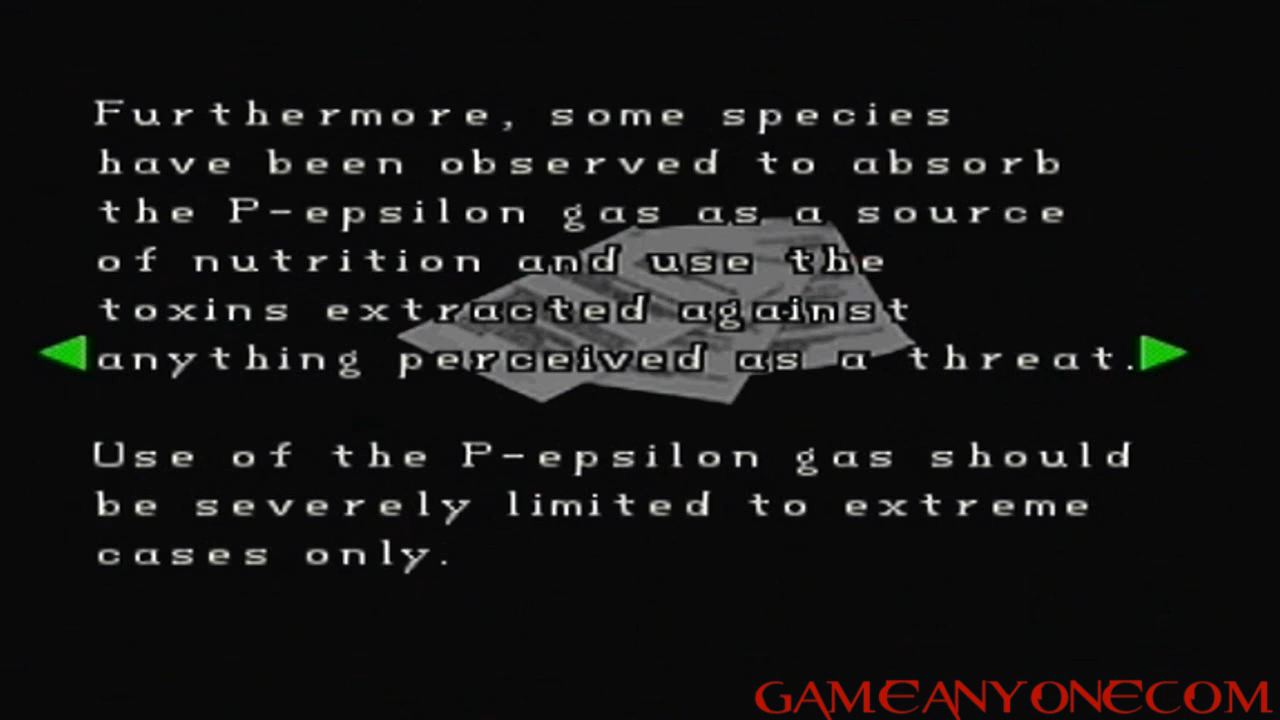 Furthermore, some species
have been observed to absorb
the P-epsilon gas as a source
of nutrition and use the
toxins extracted against
anything perceived as a threat.
Use of the P-epsilon gas should
be severely limited to extreme
cases only.
GAMEANYONECOM